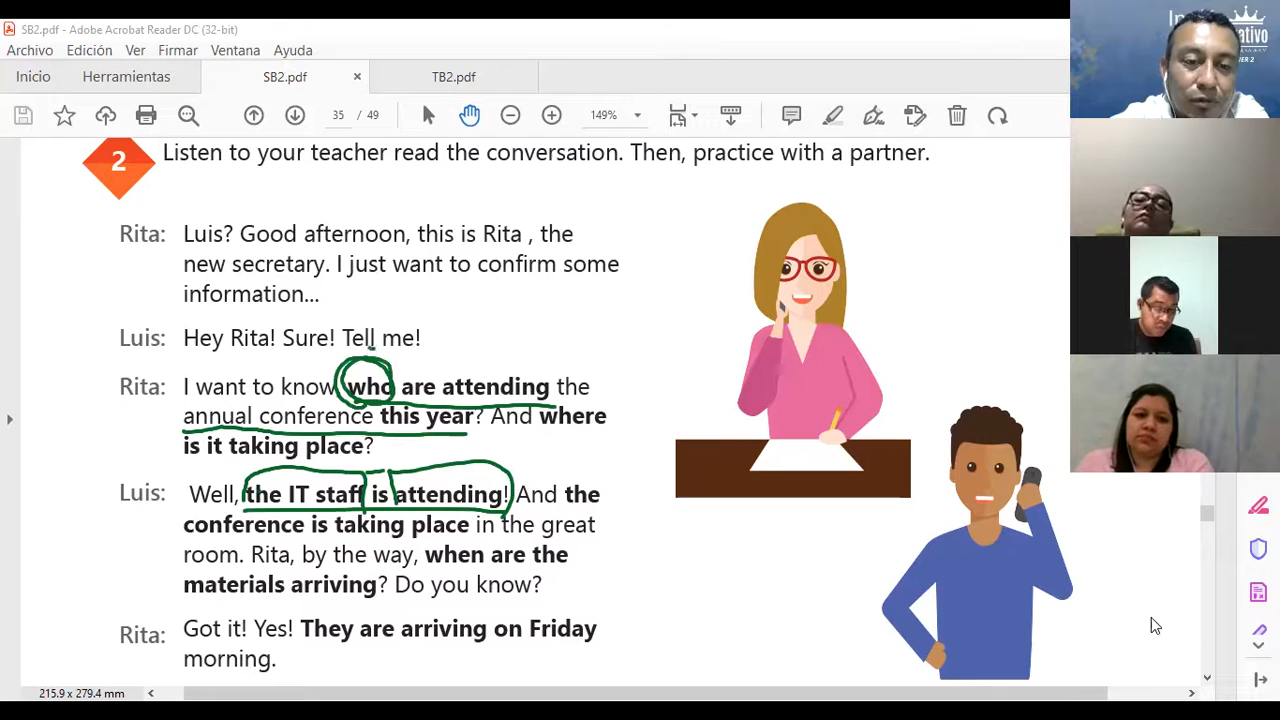 SB2.pdf - Adobe Acrobat Reader DC (32-bit)
Archivo Edición Ver Firmar Ventana Ayuda
Inicio Herramientas SB2.pdf × TB2.pdf
35 / 49 149%
2 Listen to your teacher read the conversation. Then, practice with a partner.
Rita: Luis? Good afternoon, this is Rita , the
new secretary. I just want to confirm some
information...
Luis: Hey Rita! Sure! Tell me!
Rita: I want to know who are attending the
annual conference this year? And where
is it taking place?
Luis: Well, the IT staff is attending! And the
conference is taking place in the great
room. Rita, by the way, when are the
materials arriving? Do you know?
Rita: Got it! Yes! They are arriving on Friday
morning.
215.9 x 279.4 mm